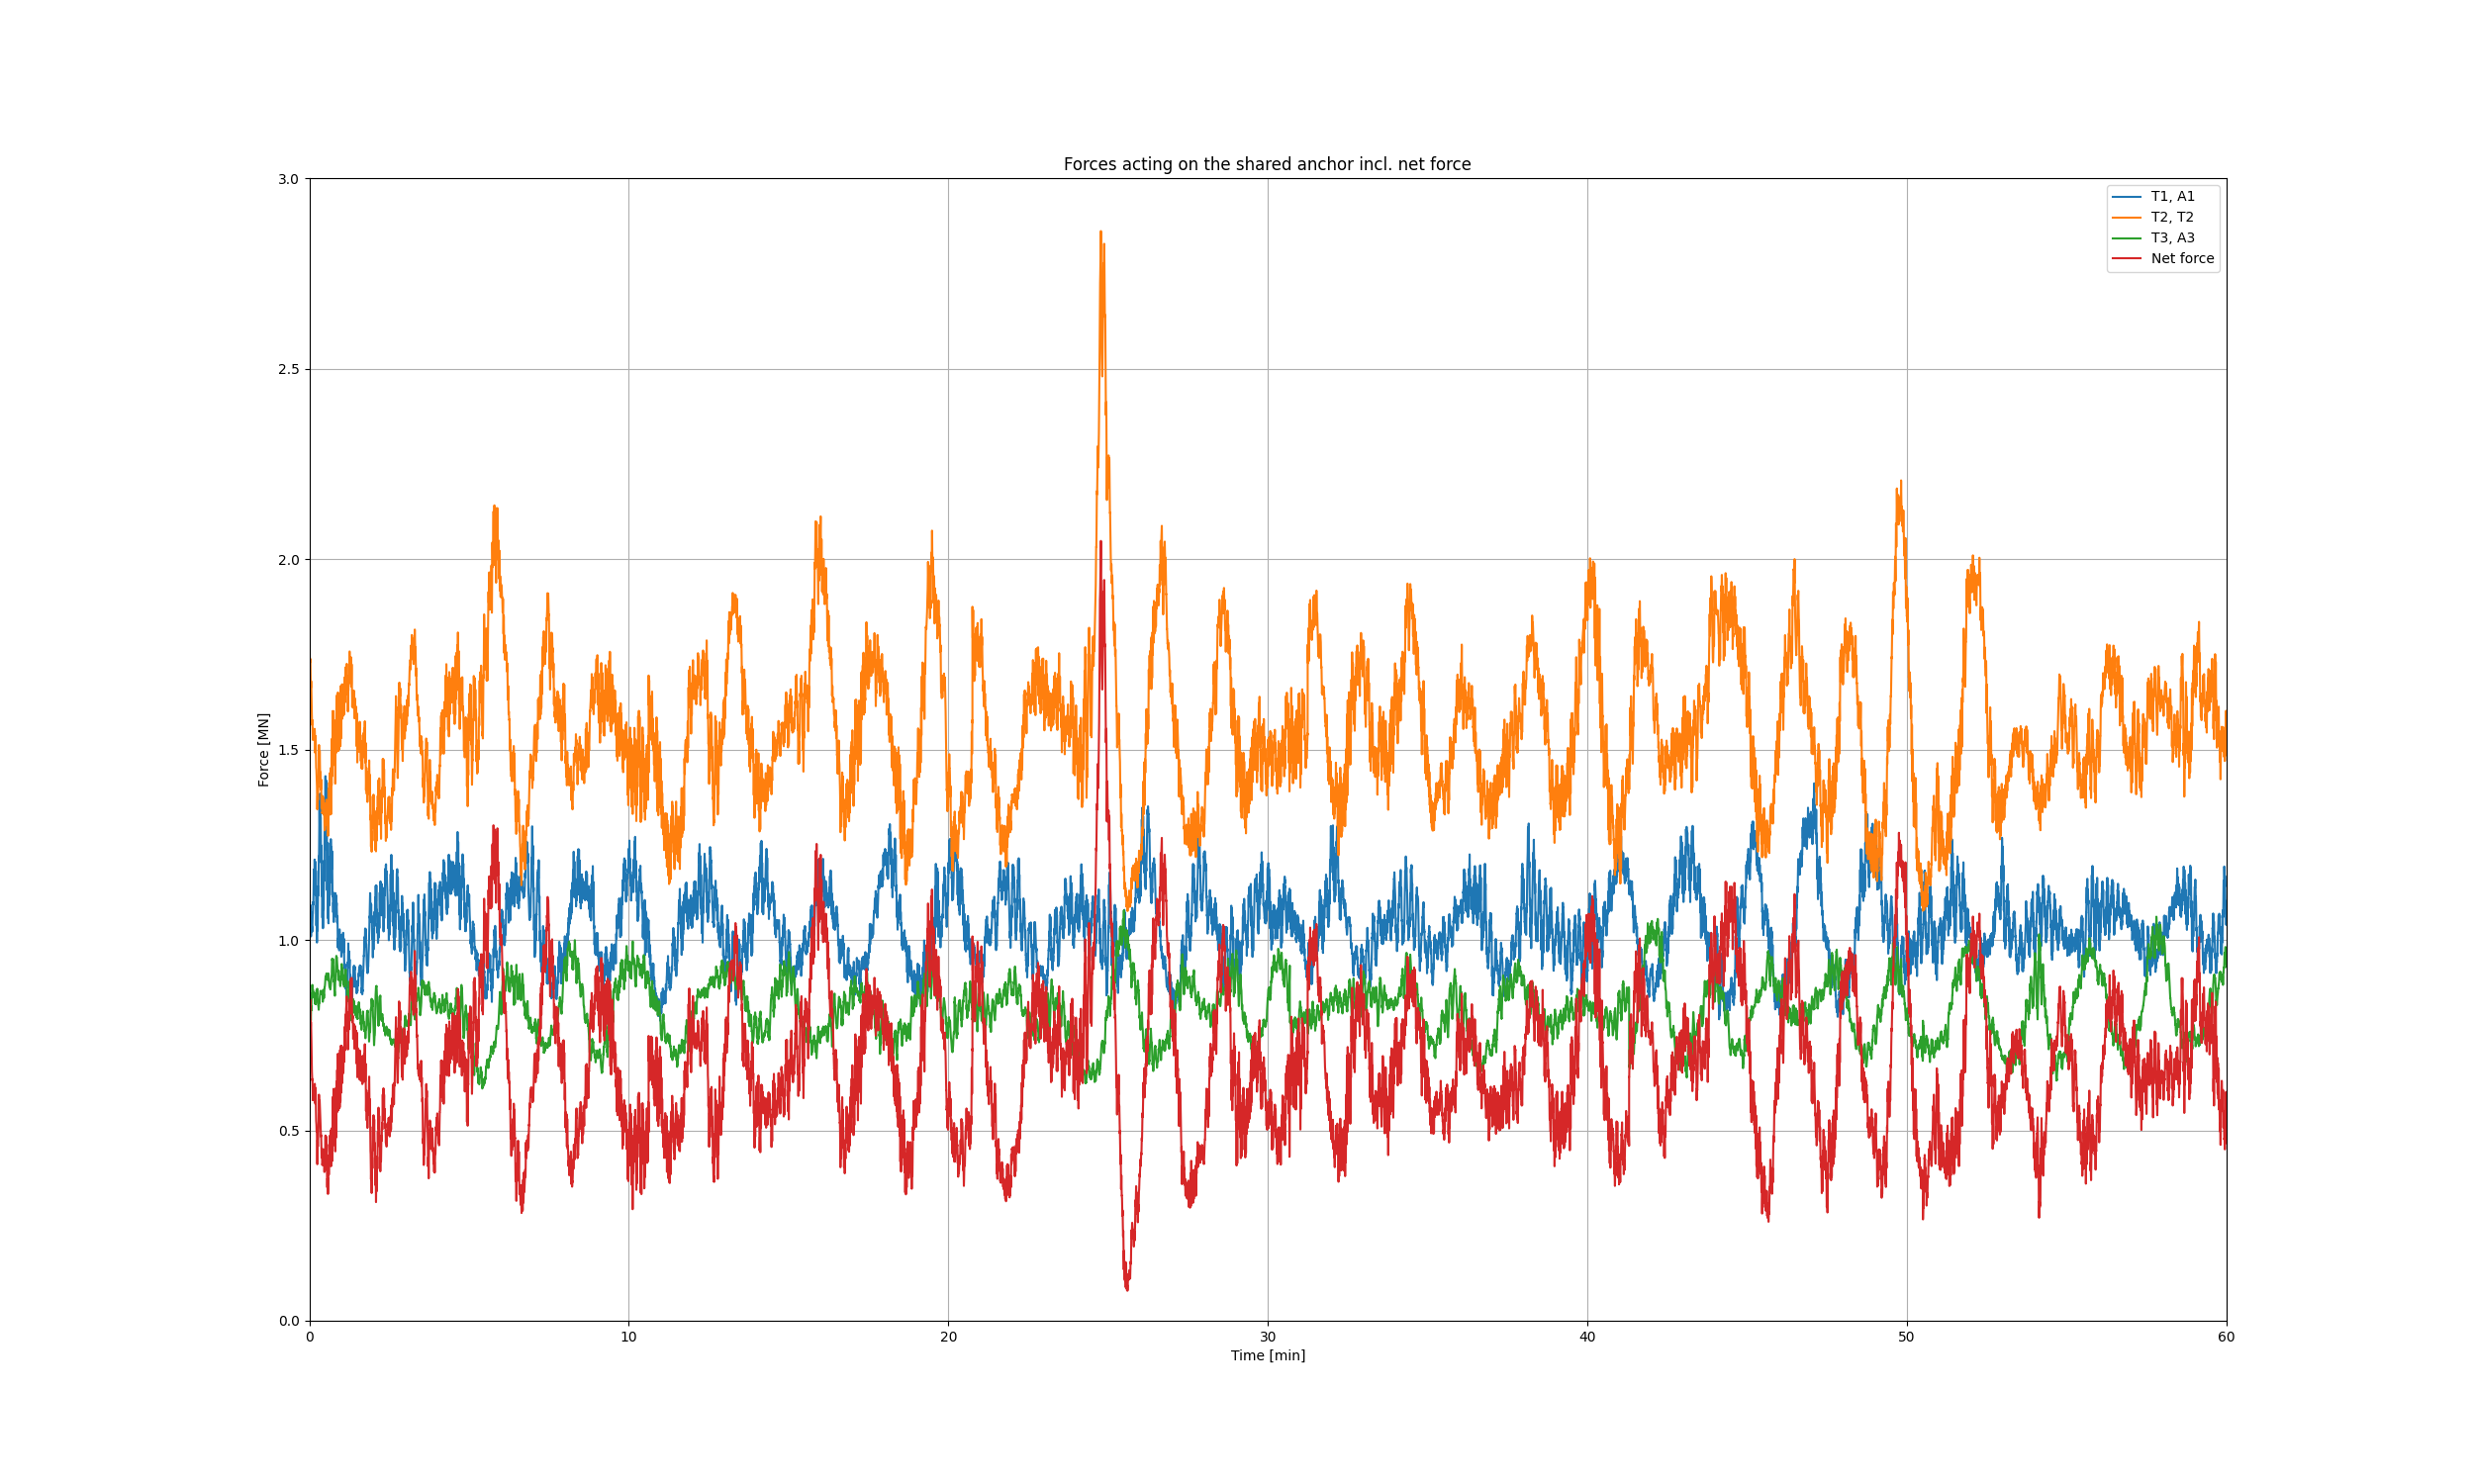 Forces acting on the shared anchor incl. net force
3.0
2.5
2.0
1.5
1.0
0.5
0.0
Force [MN]
T1, A1
T2, T2
T3, A3
Net force
0 10 20 30 40 50 60
Time [min]